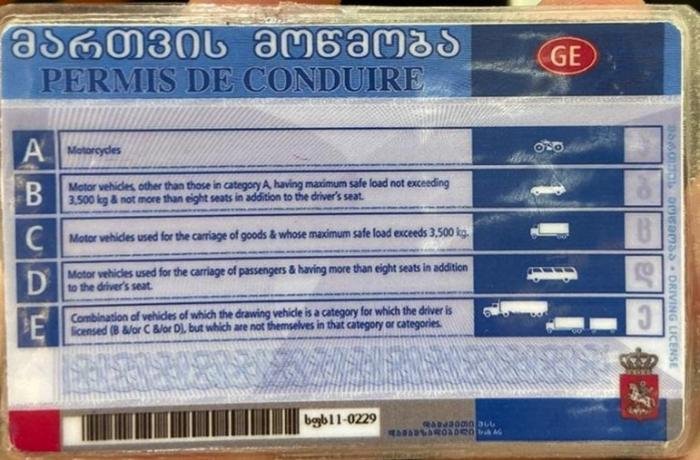 მართვის მოწმობა
GE
PERMIS DE CONDUIRE
A
Motorcycles
B
Motor vehicles, other than those in category A, having maximum safe load not exceeding
3,500 kg & not more than eight seats in addition to the driver's seat.
C
Motor vehicles used for the carriage of goods & whose maximum safe load exceeds 3,500 kg.
D
Motor vehicles used for the carriage of passengers & having more than eight seats in addition
to the driver's seat.
E
Combination of vehicles of which the drawing vehicle is a category for which the driver is
licensed (B &/or C &/or D), but which are not themselves in that category or categories.
მართვის მოწმობა • DRIVING LICENSE
სფს11-0229
დამკვეთი შსს
დამამზადებელი